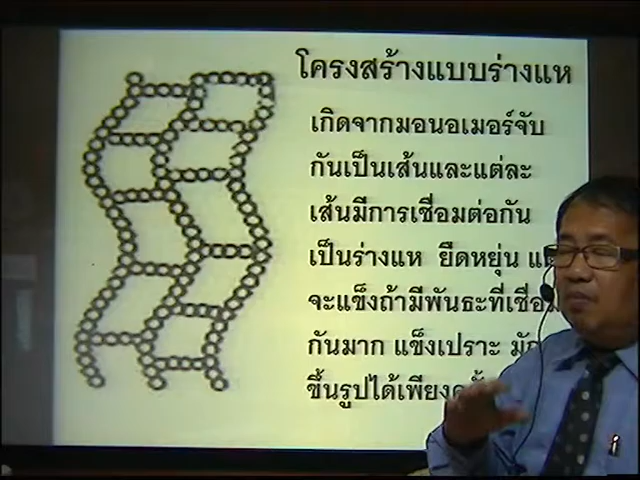 โครงสร้างแบบร่างแห
เกิดจากมอนอเมอร์จับ
กันเป็นเส้นและแต่ละ
เส้นมีการเชื่อมต่อกัน
เป็นร่างแห ยืดหยุ่น
จะแข็งถ้ามีพันธะที่เชื่อม
กันมาก แข็งเปราะ
ขึ้นรูปได้เพียง